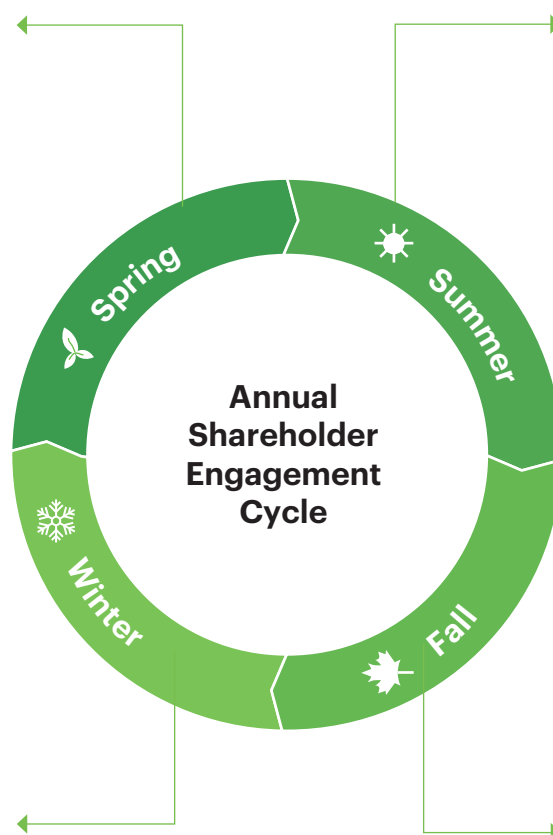 Spring
Summer
Annual
Shareholder
Engagement
Cycle
Winter
Fall